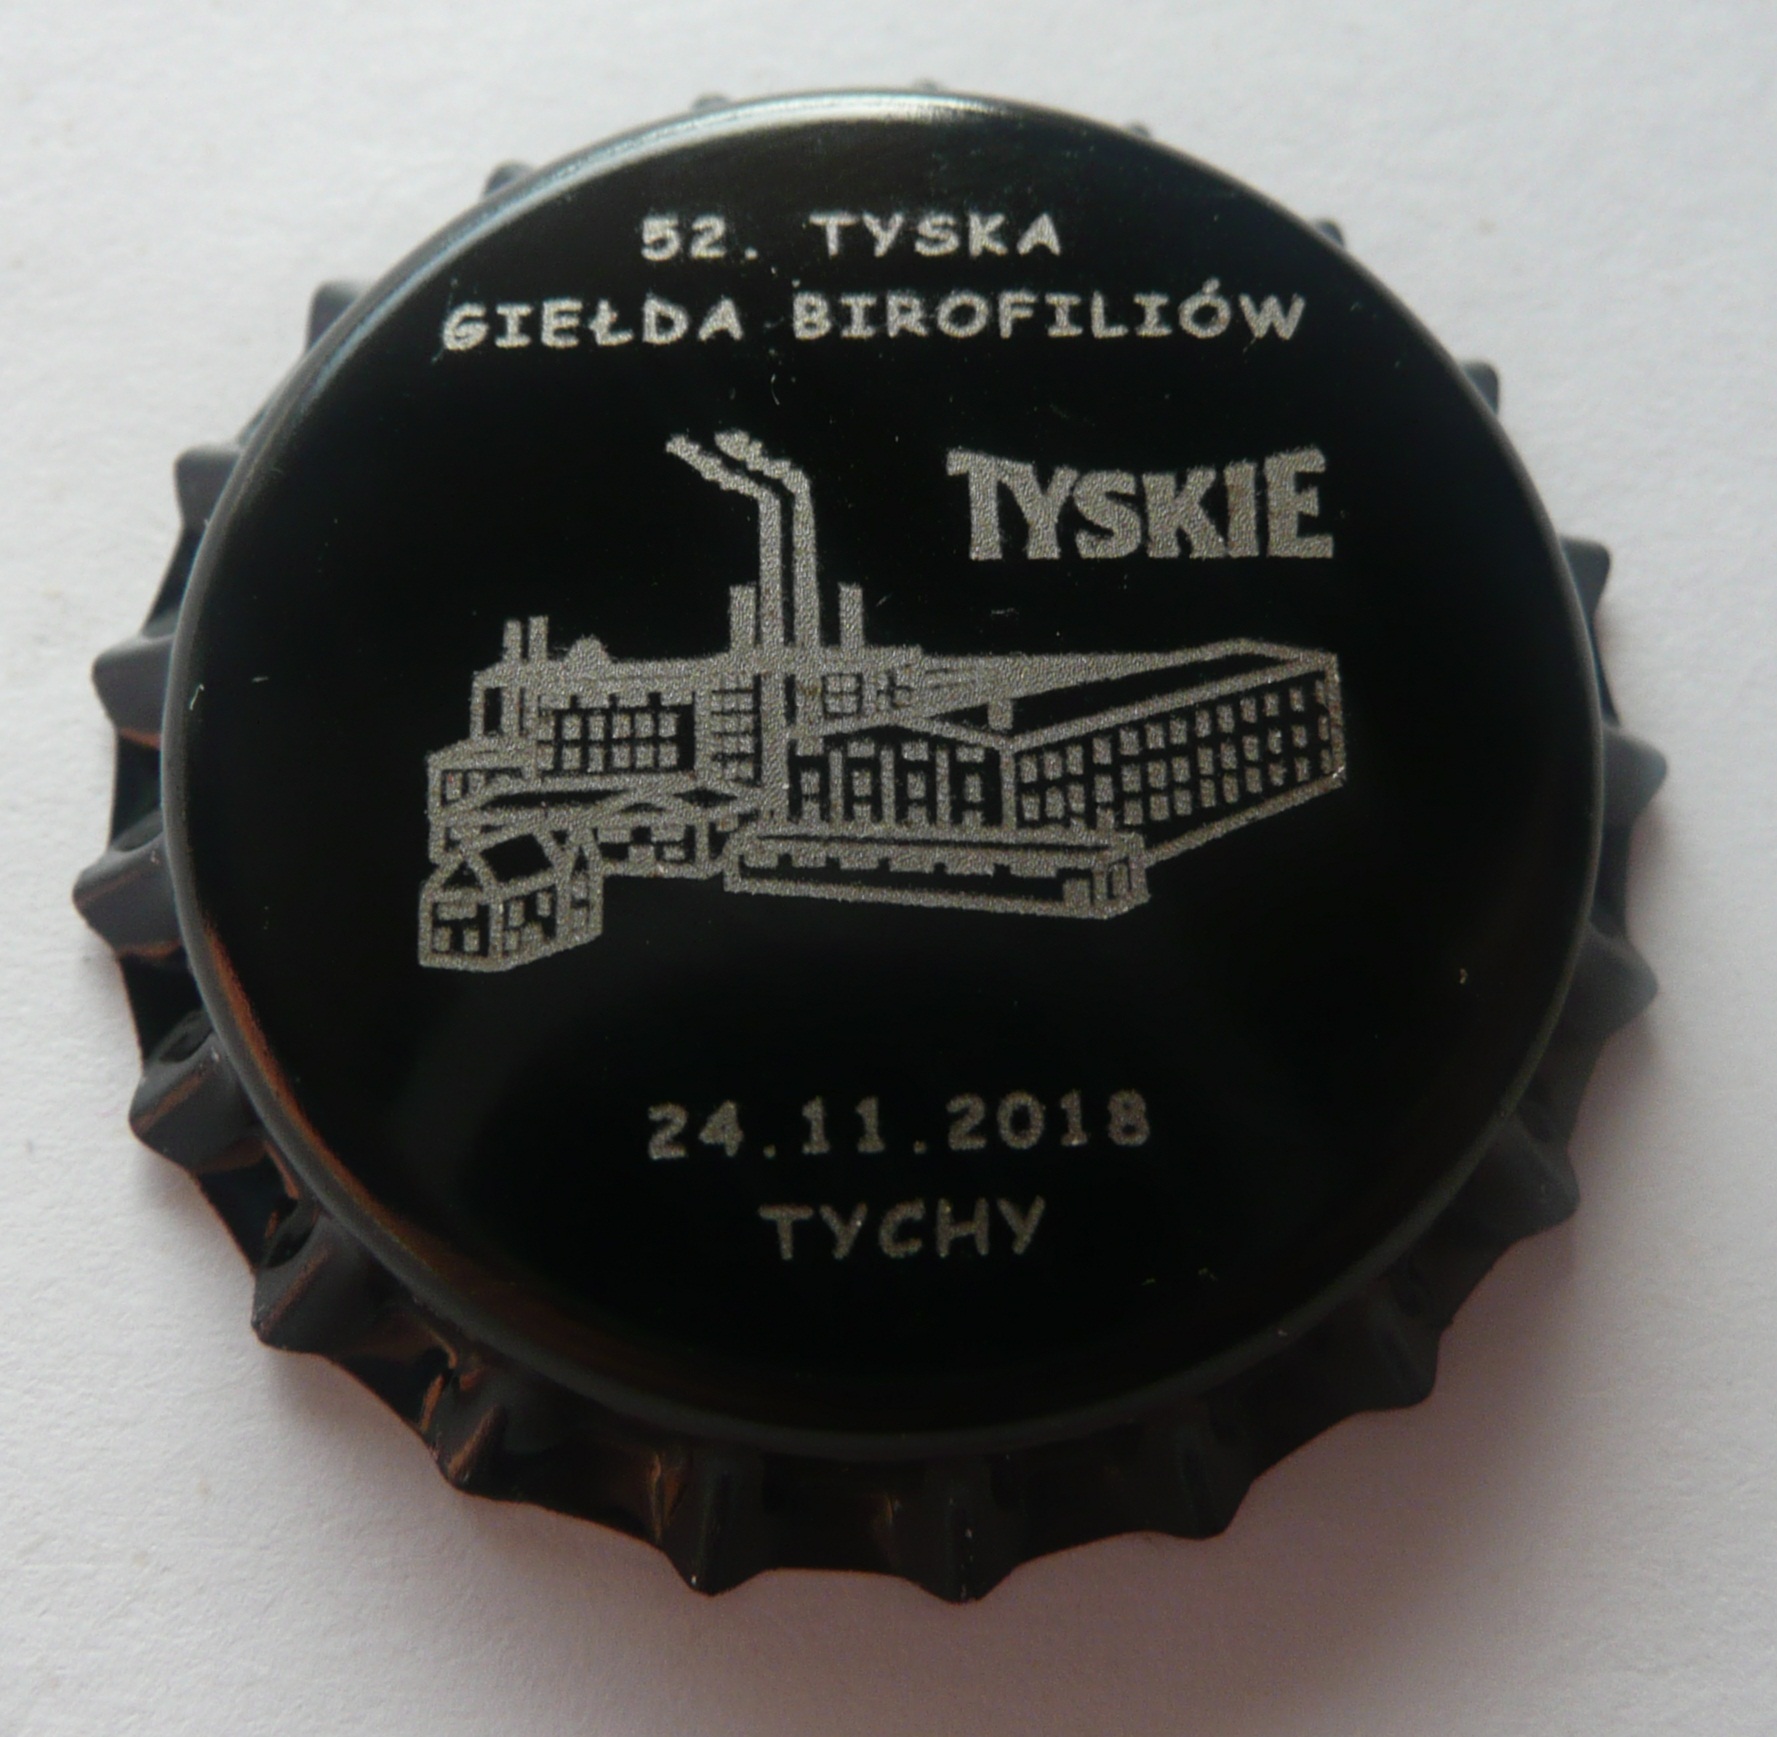 52. TYSKA
GIEŁDA BIROFILIÓW
TYSKIE
24.11.2018
TYCHY